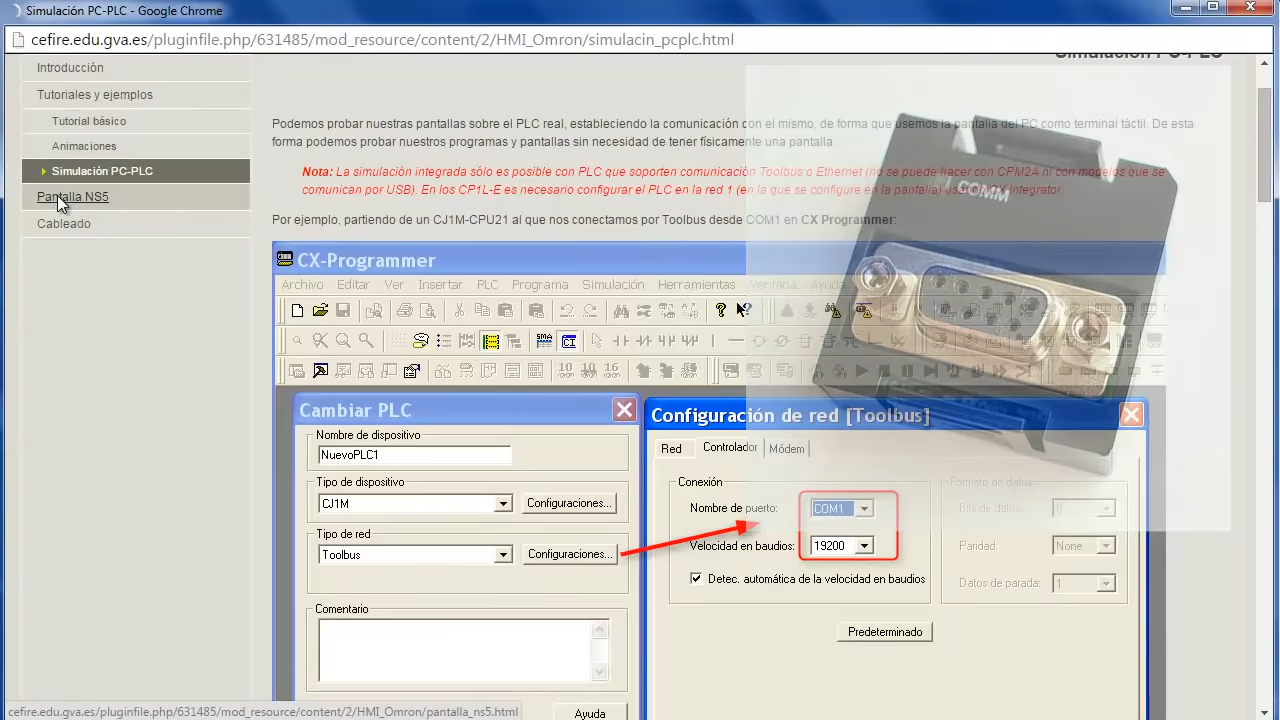 Simulación PC-PLC - Google Chrome
cefire.edu.gva.es/pluginfile.php/631485/mod_resource/content/2/HMI_Omron/simulacin_pcplc.html
Simulación PC-PLC
Introducción
Tutoriales y ejemplos
Tutorial básico
Animaciones
Simulación PC-PLC
Pantalla NS5
Cableado
Podemos probar nuestras pantallas sobre el PLC real, estableciendo la comunicación con el mismo, de forma que usemos la pantalla del PC como terminal táctil. De esta
forma podemos probar nuestros programas y pantallas sin necesidad de tener físicamente una pantalla.
Nota: La simulación integrada sólo es posible con PLC que soporten comunicación Toolbus o Ethernet (no se puede hacer con CPM2A ni con modelos que se
comunican por USB). En los CP1L-E es necesario configurar el PLC en la red 1 (en la que se configure en la pantalla) usando CX Integrator.
COMM
Por ejemplo, partiendo de un CJ1M-CPU21 al que nos conectamos por Toolbus desde COM1 en CX Programmer:
CX-Programmer
Archivo Editar Ver Insertar PLC Programa Simulación Herramientas Ventana Ayuda
Cambiar PLC
Nombre de dispositivo
NuevoPLC1
Tipo de dispositivo
CJ1M
Configuraciones...
Tipo de red
Toolbus
Configuraciones...
Comentario
Ayuda
Configuración de red [Toolbus]
Red Controlador Módem
Conexión
Nombre de puerto: COM1
Velocidad en baudios: 19200
Detec. automática de la velocidad en baudios
Formato de datos
Bits de datos: 8
Paridad: None
Datos de parada: 1
Predeterminado
cefire.edu.gva.es/pluginfile.php/631485/mod_resource/content/2/HMI_Omron/pantalla_ns5.html